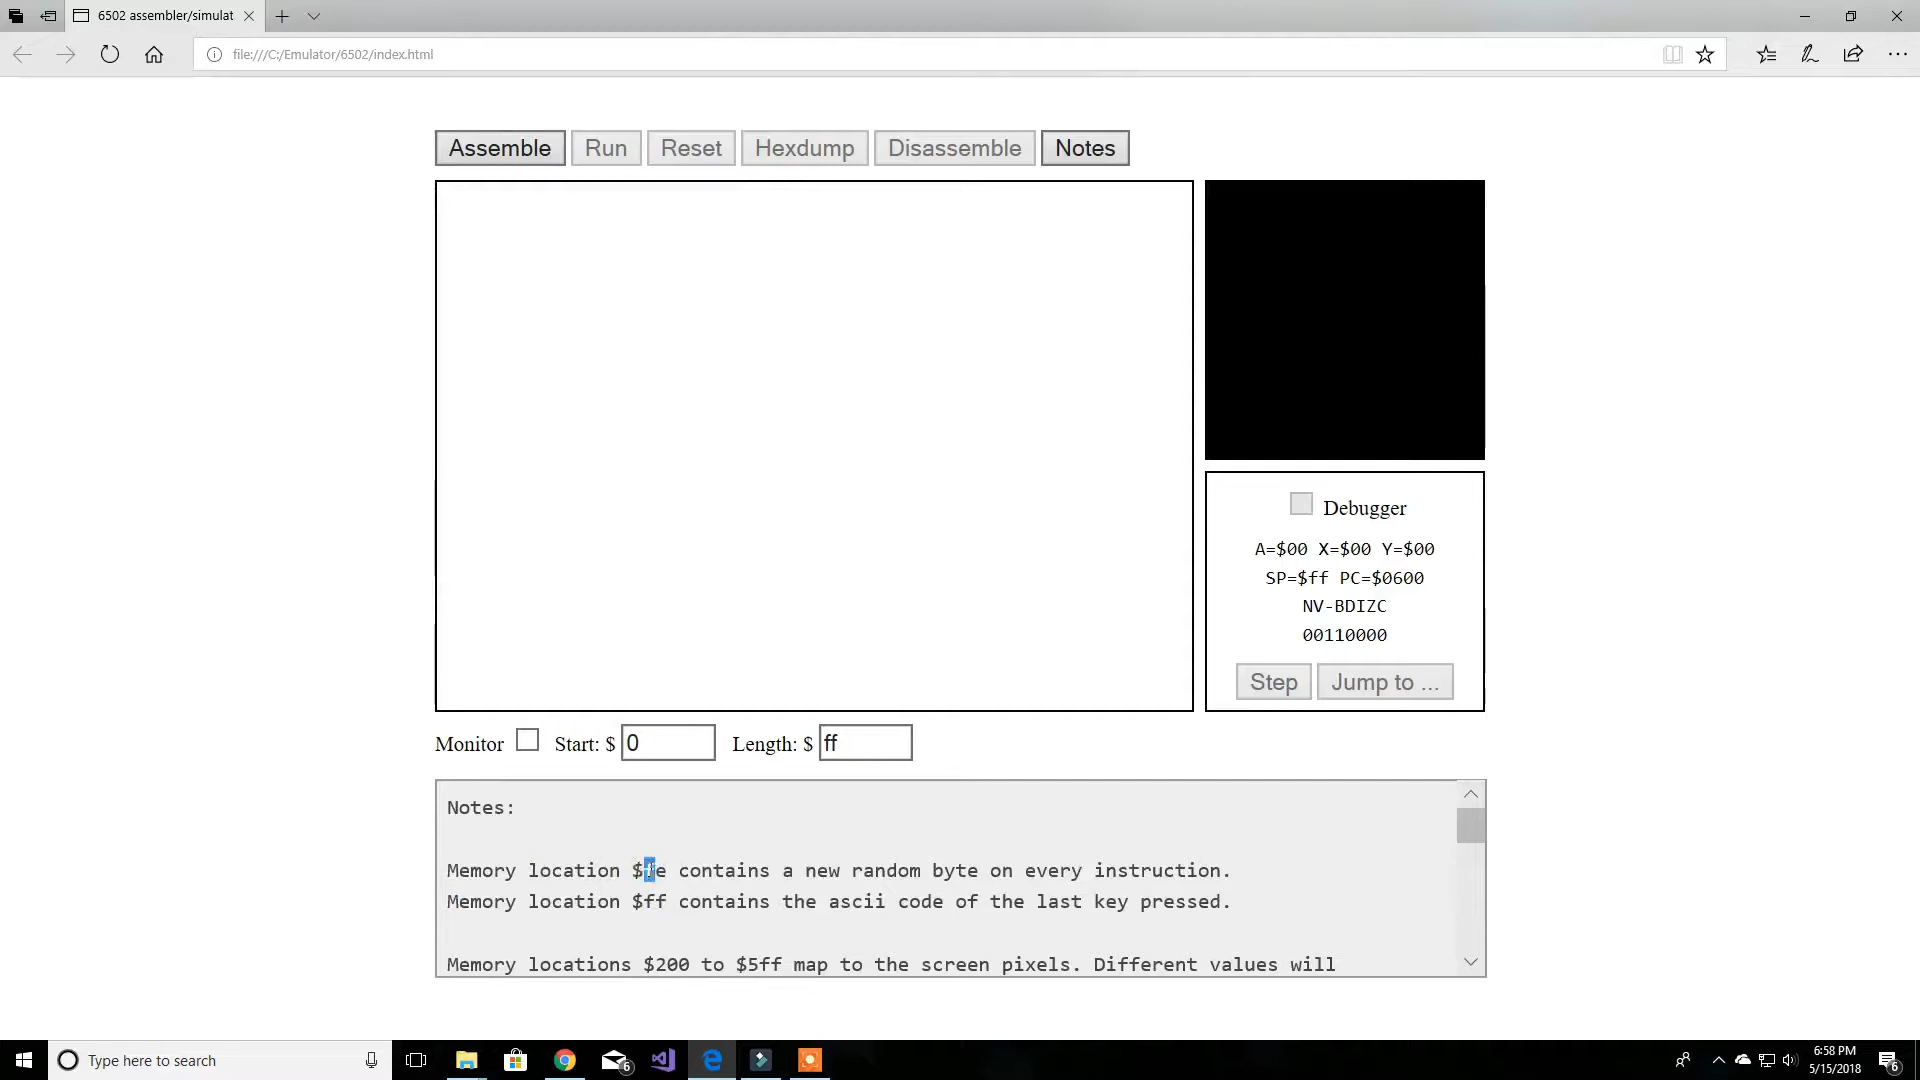 6502 assembler/simulat
file:///C:/Emulator/6502/index.html
Assemble Run Reset Hexdump Disassemble Notes
Debugger
A=$00 X=$00 Y=$00
SP=$ff PC=$0600
NV-BDIZC
00110000
Step Jump to ...
Monitor Start: $ 0 Length: $ ff
Notes:
Memory location $fe contains a new random byte on every instruction.
Memory location $ff contains the ascii code of the last key pressed.
Memory locations $200 to $5ff map to the screen pixels. Different values will
Type here to search
6
6:58 PM
5/15/2018
6